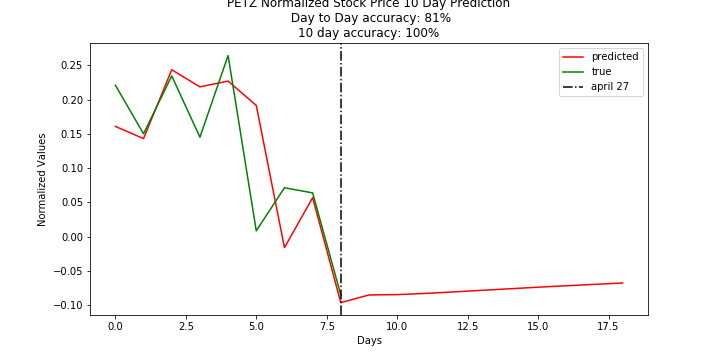 PETZ Normalized Stock Price 10 Day Prediction
Day to Day accuracy: 81%
10 day accuracy: 100%
predicted
true
april 27
Normalized Values
0.25
0.20
0.15
0.10
0.05
0.00
−0.05
−0.10
0.0 2.5 5.0 7.5 10.0 12.5 15.0 17.5
Days